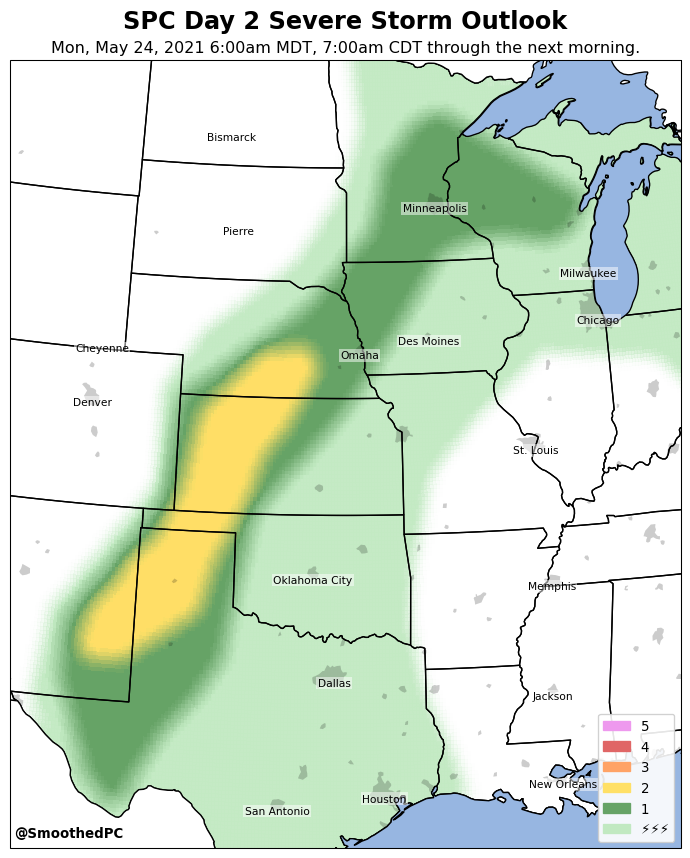 SPC Day 2 Severe Storm Outlook
Mon, May 24, 2021 6:00am MDT, 7:00am CDT through the next morning.
Bismarck
Minneapolis
Pierre
Milwaukee
Chicago
Des Moines
Cheyenne
Omaha
Denver
St. Louis
Oklahoma City
Memphis
Dallas
Jackson
New Orleans
Houston
San Antonio
5
4
3
2
1
⚡⚡⚡
@SmoothedPC